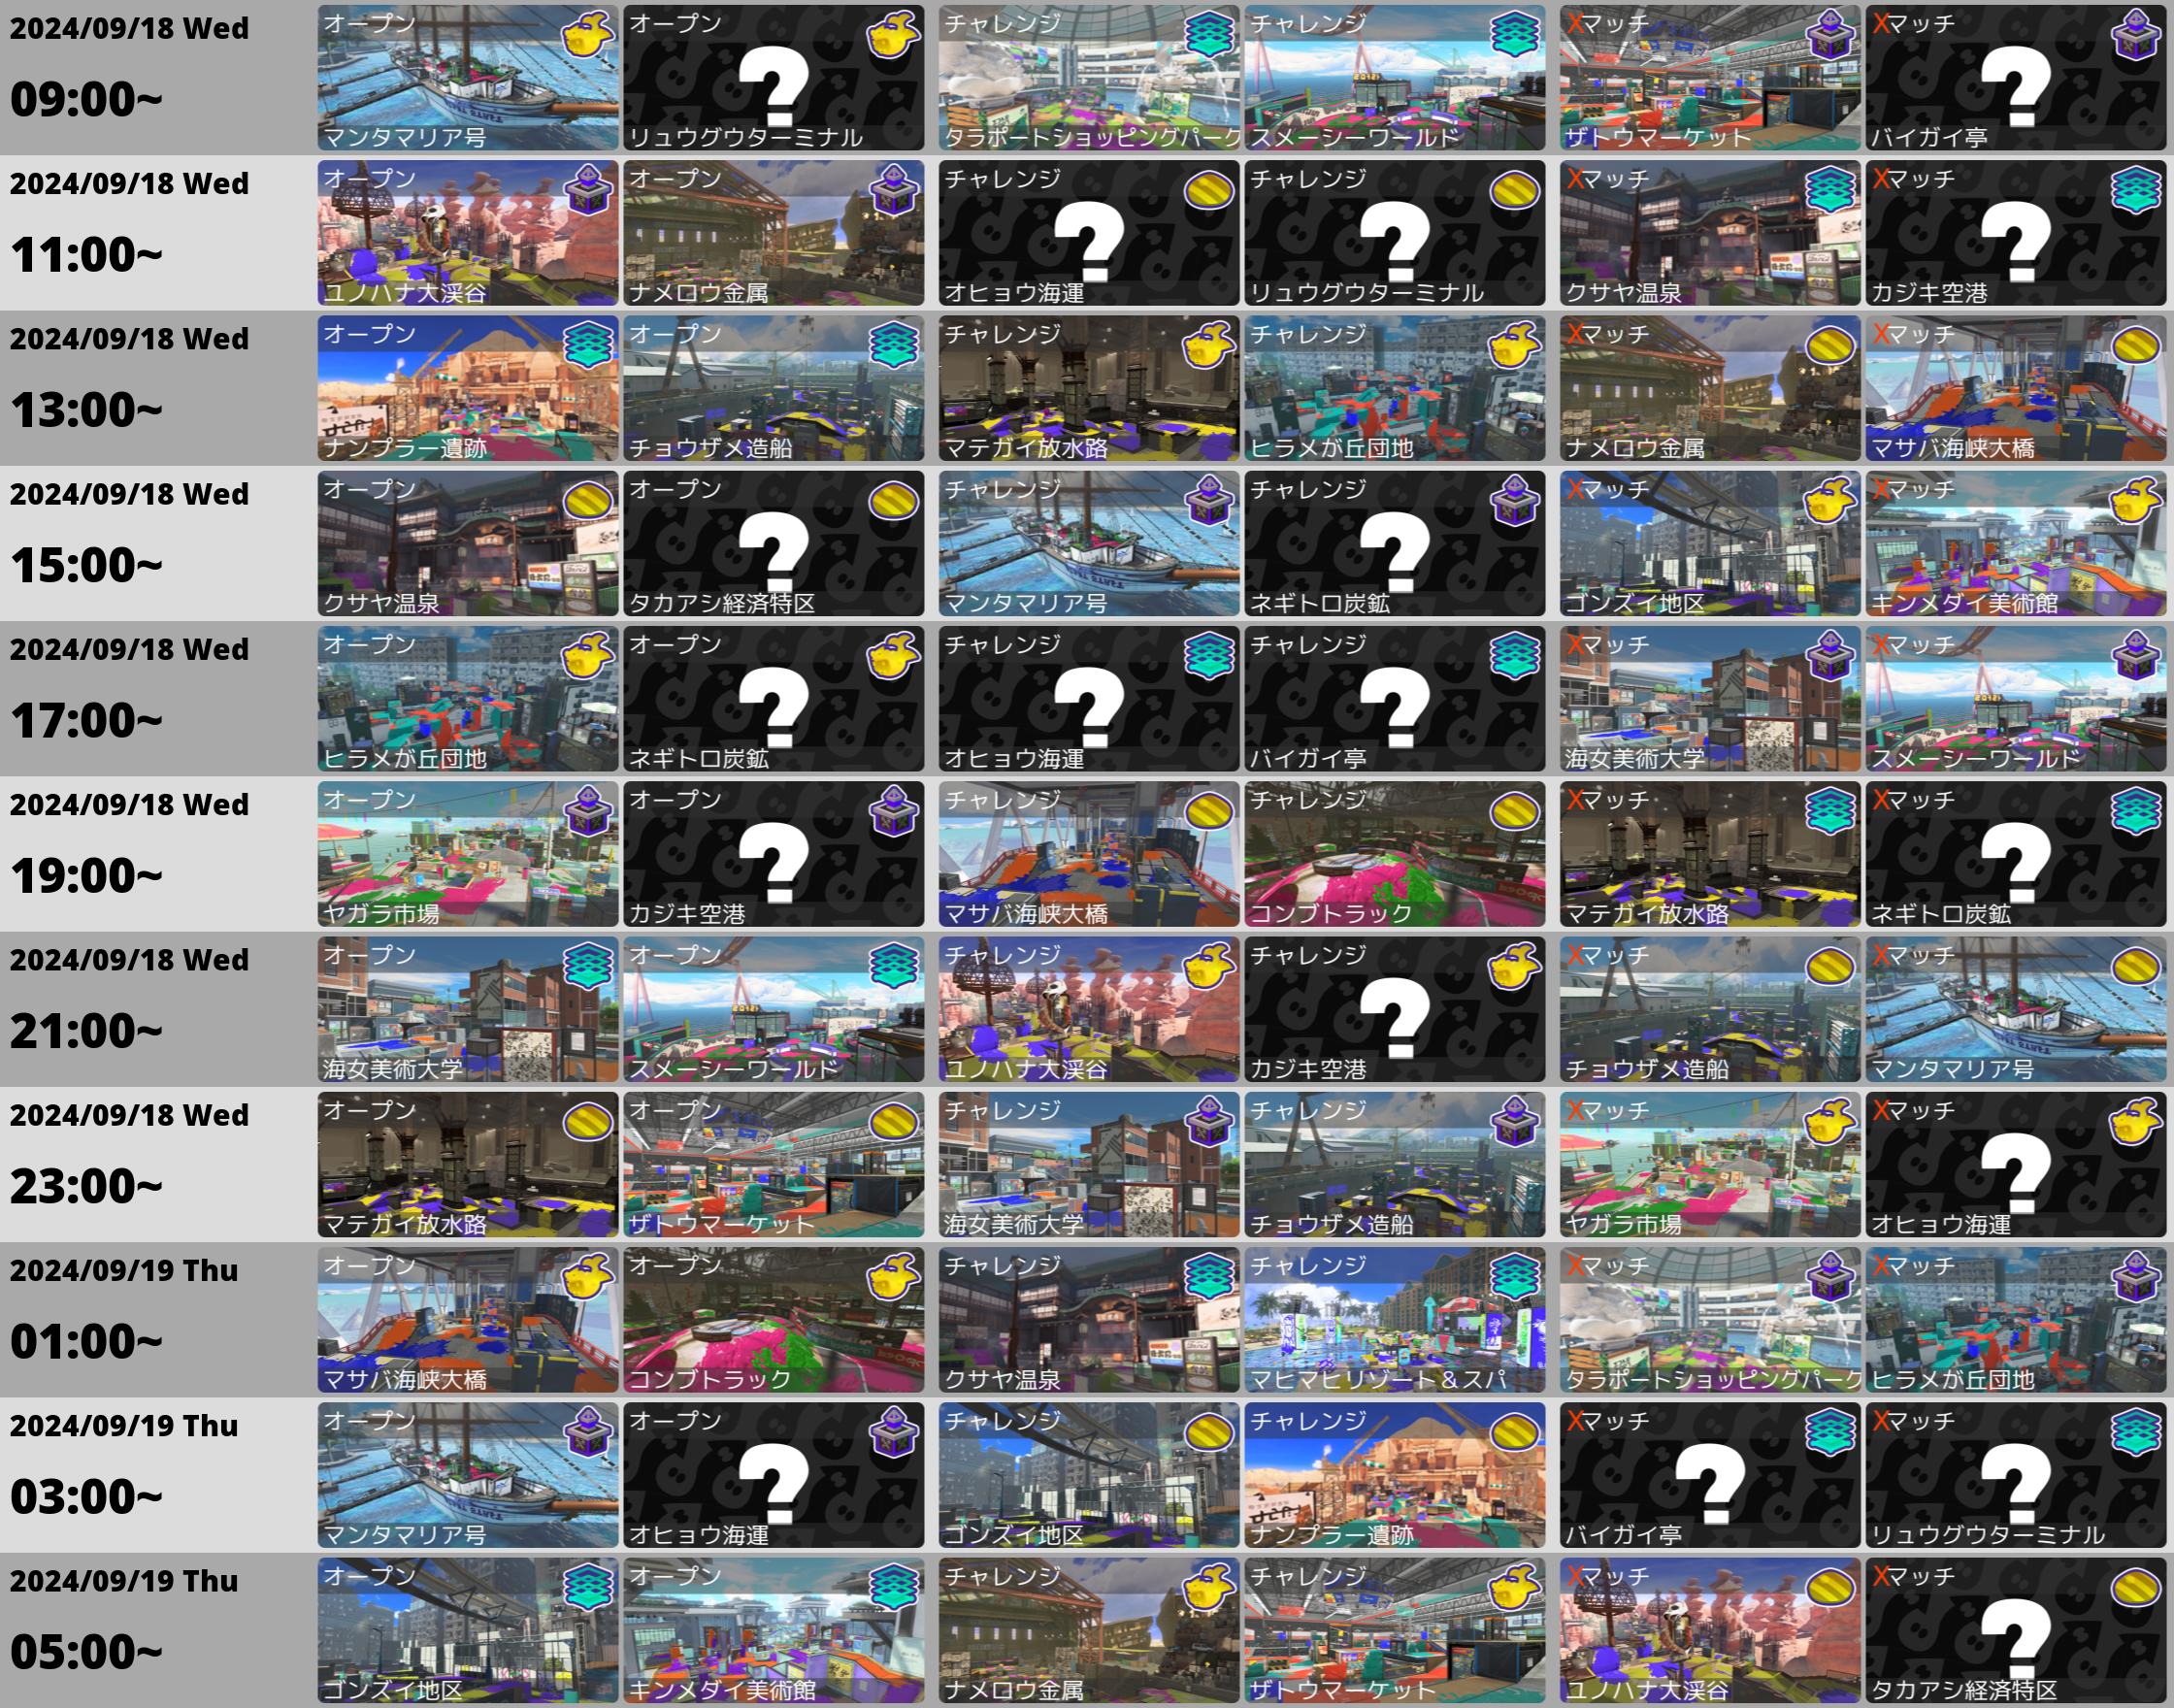 2024/09/18 Wed
09:00~
オープン
マンタマリア号
オープン
リュウグウターミナル
チャレンジ
タラポートショッピングパーク
チャレンジ
スメーシーワールド
Xマッチ
ザトウマーケット
Xマッチ
バイガイ亭
2024/09/18 Wed
11:00~
オープン
ユノハナ大渓谷
オープン
ナメロウ金属
チャレンジ
オヒョウ海運
チャレンジ
リュウグウターミナル
Xマッチ
クサヤ温泉
Xマッチ
カジキ空港
2024/09/18 Wed
13:00~
オープン
ナンプラー遺跡
オープン
チョウザメ造船
チャレンジ
マテガイ放水路
チャレンジ
ヒラメが丘団地
Xマッチ
ナメロウ金属
Xマッチ
マサバ海峡大橋
2024/09/18 Wed
15:00~
オープン
クサヤ温泉
オープン
タカアシ経済特区
チャレンジ
マンタマリア号
チャレンジ
ネギトロ炭鉱
Xマッチ
ゴンズイ地区
Xマッチ
キンメダイ美術館
2024/09/18 Wed
17:00~
オープン
ヒラメが丘団地
オープン
ネギトロ炭鉱
チャレンジ
オヒョウ海運
チャレンジ
バイガイ亭
Xマッチ
海女美術大学
Xマッチ
スメーシーワールド
2024/09/18 Wed
19:00~
オープン
ヤガラ市場
オープン
カジキ空港
チャレンジ
マサバ海峡大橋
チャレンジ
コンブトラック
Xマッチ
マテガイ放水路
Xマッチ
ネギトロ炭鉱
2024/09/18 Wed
21:00~
オープン
海女美術大学
オープン
スメーシーワールド
チャレンジ
ユノハナ大渓谷
チャレンジ
カジキ空港
Xマッチ
チョウザメ造船
Xマッチ
マンタマリア号
2024/09/18 Wed
23:00~
オープン
マテガイ放水路
オープン
ザトウマーケット
チャレンジ
海女美術大学
チャレンジ
チョウザメ造船
Xマッチ
ヤガラ市場
Xマッチ
オヒョウ海運
2024/09/19 Thu
01:00~
オープン
マサバ海峡大橋
オープン
コンブトラック
チャレンジ
クサヤ温泉
チャレンジ
マヒマヒリゾート＆スパ
Xマッチ
タラポートショッピングパーク
Xマッチ
ヒラメが丘団地
2024/09/19 Thu
03:00~
オープン
マンタマリア号
オープン
オヒョウ海運
チャレンジ
ゴンズイ地区
チャレンジ
ナンプラー遺跡
Xマッチ
バイガイ亭
Xマッチ
リュウグウターミナル
2024/09/19 Thu
05:00~
オープン
ゴンズイ地区
オープン
キンメダイ美術館
チャレンジ
ナメロウ金属
チャレンジ
ザトウマーケット
Xマッチ
ユノハナ大渓谷
Xマッチ
タカアシ経済特区